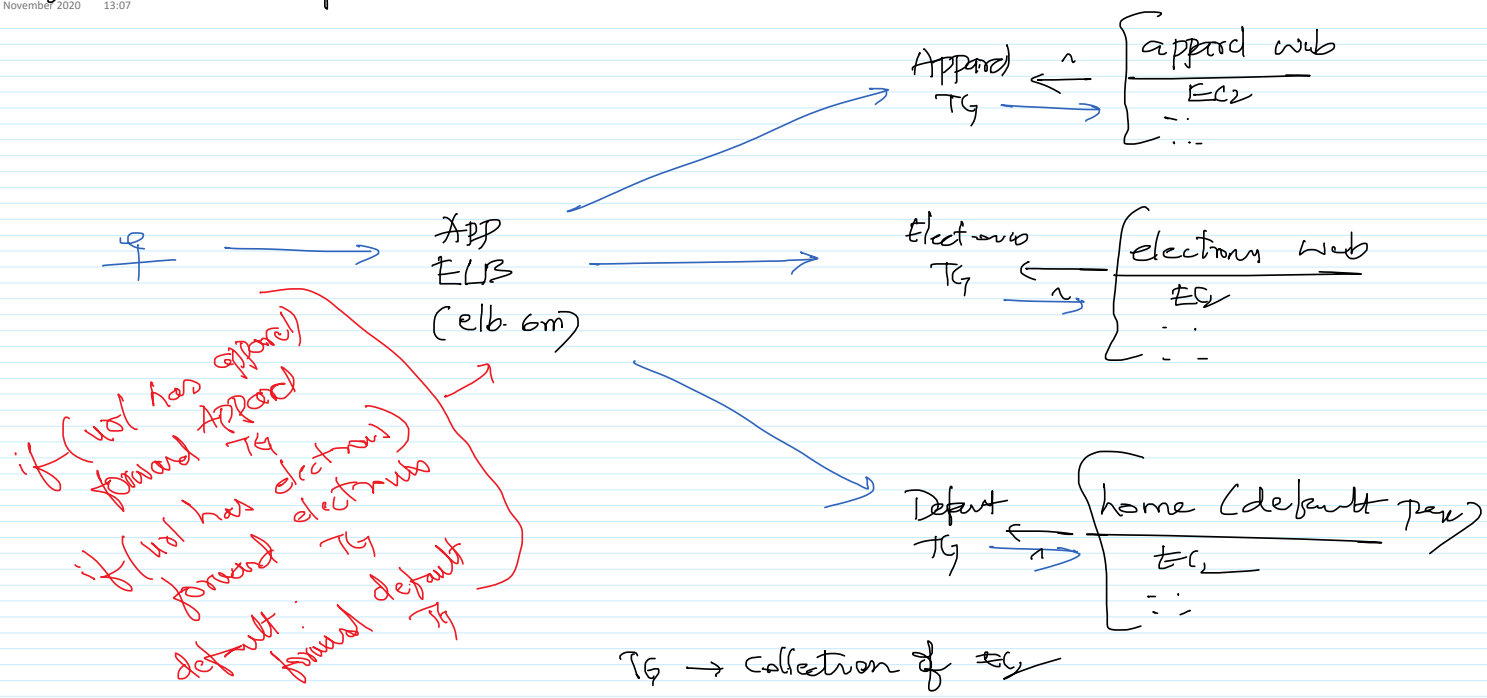 November 2020 13:07
Apparel
TG
apparel web
EC2
APP
ELB
(elb. com)
Electronics
TG
electronics web
EC2
if (url has apparel)
forward Apparel
TG
if (url has electronics)
forward electronics
TG
default :
forward default
TG
Default
TG
home (default page)
EC2
TG → Collection of EC2